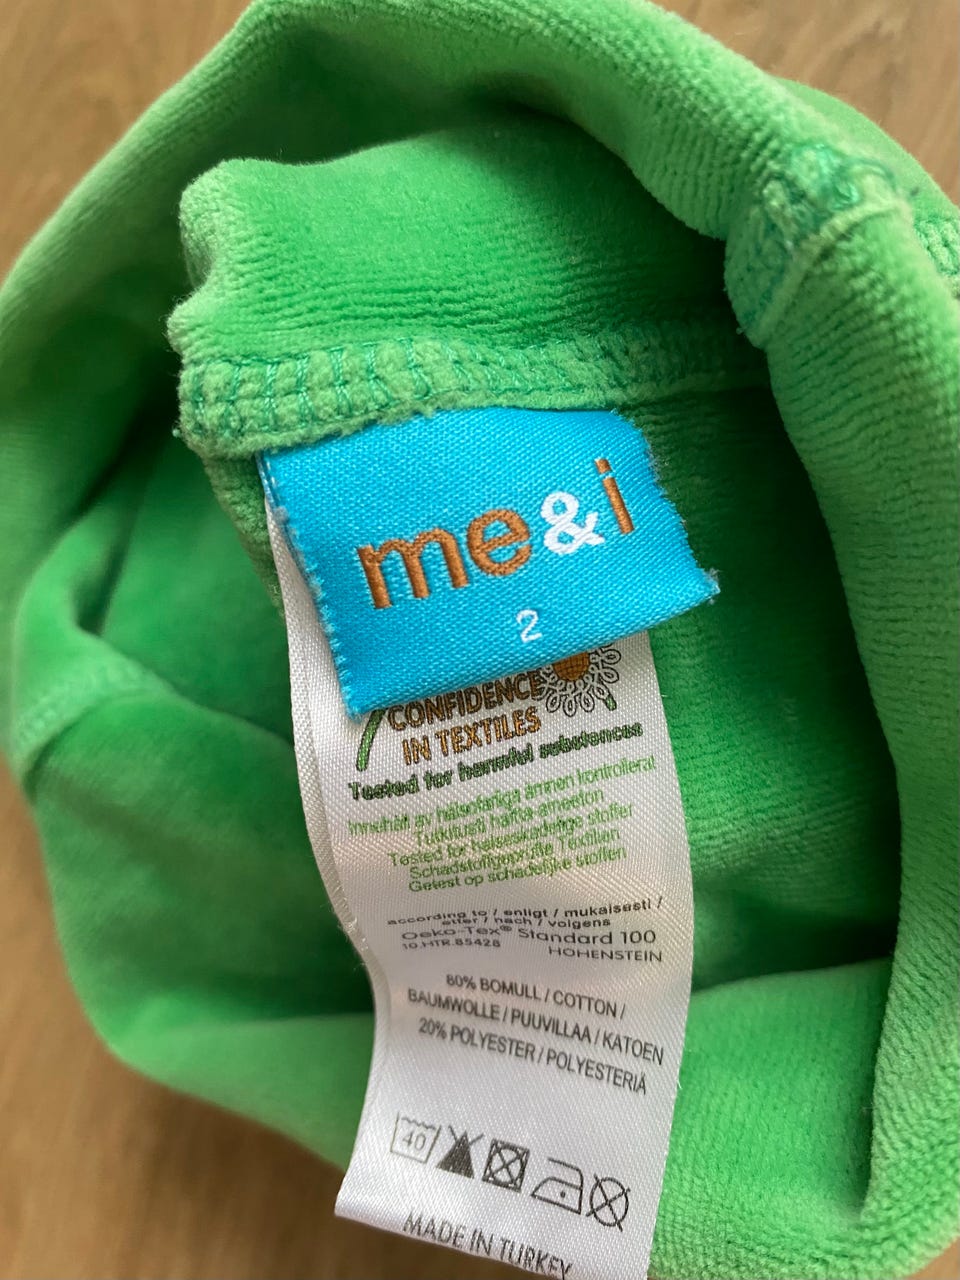 me&i
2
CONFIDENCE
IN TEXTILES
Tested for harmful substances
Innehåll av hälsofarliga ämnen kontrollerat
Tutkitusti haitta-aineeton
Tested for helseskadelige stoffer
Schadstoffgeprüfte Textilien
Getest op schadelijke stoffen
according to / enligt / mukaisesti /
etter / nach / volgens
Oeko-Tex® Standard 100
10.HTR.85428 HOHENSTEIN
80% BOMULL / COTTON /
BAUMWOLLE / PUUVILLAA / KATOEN
20% POLYESTER / POLYESTERIÄ
40
MADE IN TURKEY